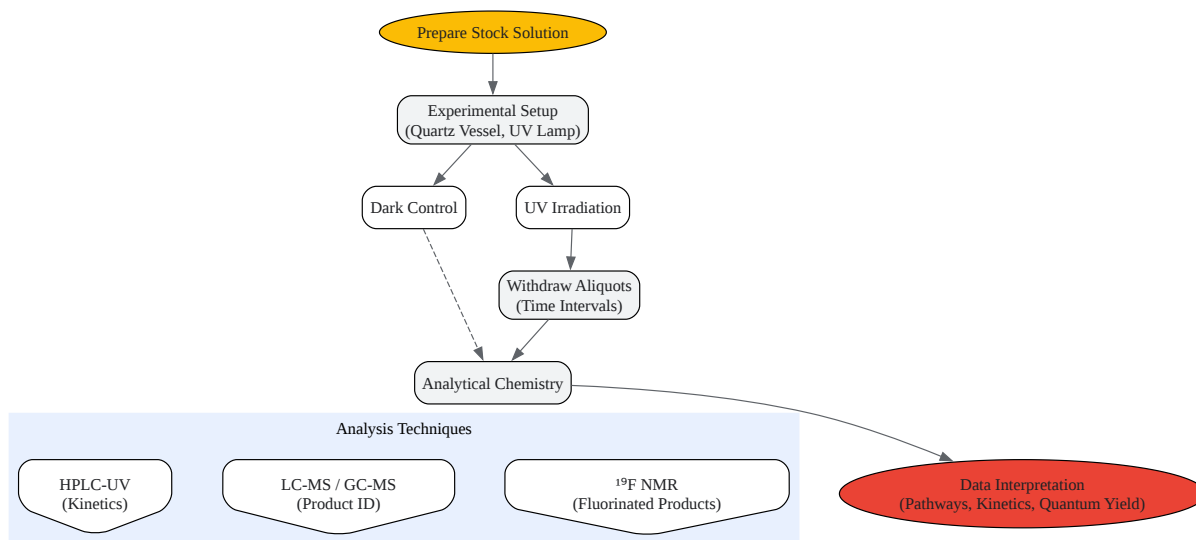 Prepare Stock Solution
Experimental Setup
(Quartz Vessel, UV Lamp)
Dark Control
UV Irradiation
Withdraw Aliquots
(Time Intervals)
Analytical Chemistry
Analysis Techniques
HPLC-UV
(Kinetics)
LC-MS / GC-MS
(Product ID)
¹⁹F NMR
(Fluorinated Products)
Data Interpretation
(Pathways, Kinetics, Quantum Yield)